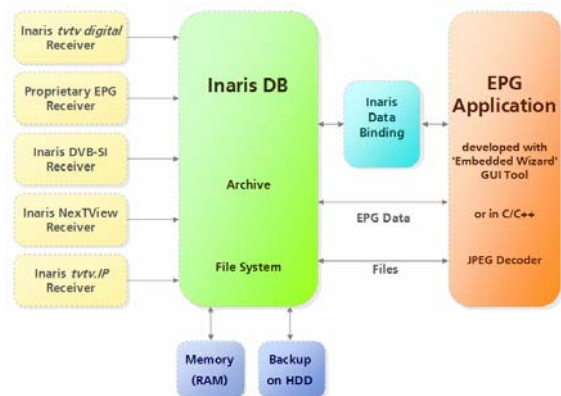 Inaris tvtv digital
Receiver
Proprietary EPG
Receiver
Inaris DVB-SI
Receiver
Inaris NexTView
Receiver
Inaris tvtv.IP
Receiver
Inaris DB
Archive
File System
Memory
(RAM)
Backup
on HDD
Inaris
Data
Binding
EPG Data
Files
EPG
Application
developed with
'Embedded Wizard'
GUI Tool
or in C/C++
JPEG Decoder